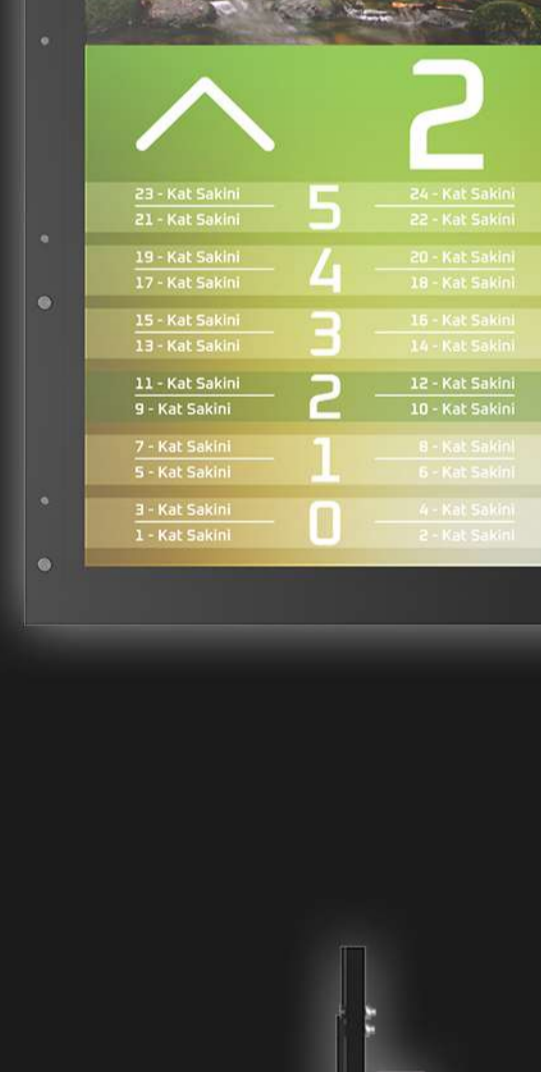 2
23 - Kat Sakini
21 - Kat Sakini
5
24 - Kat Sakini
22 - Kat Sakini
19 - Kat Sakini
17 - Kat Sakini
4
20 - Kat Sakini
18 - Kat Sakini
15 - Kat Sakini
13 - Kat Sakini
3
16 - Kat Sakini
14 - Kat Sakini
11 - Kat Sakini
9 - Kat Sakini
2
12 - Kat Sakini
10 - Kat Sakini
7 - Kat Sakini
5 - Kat Sakini
1
8 - Kat Sakini
6 - Kat Sakini
3 - Kat Sakini
1 - Kat Sakini
0
4 - Kat Sakini
2 - Kat Sakini